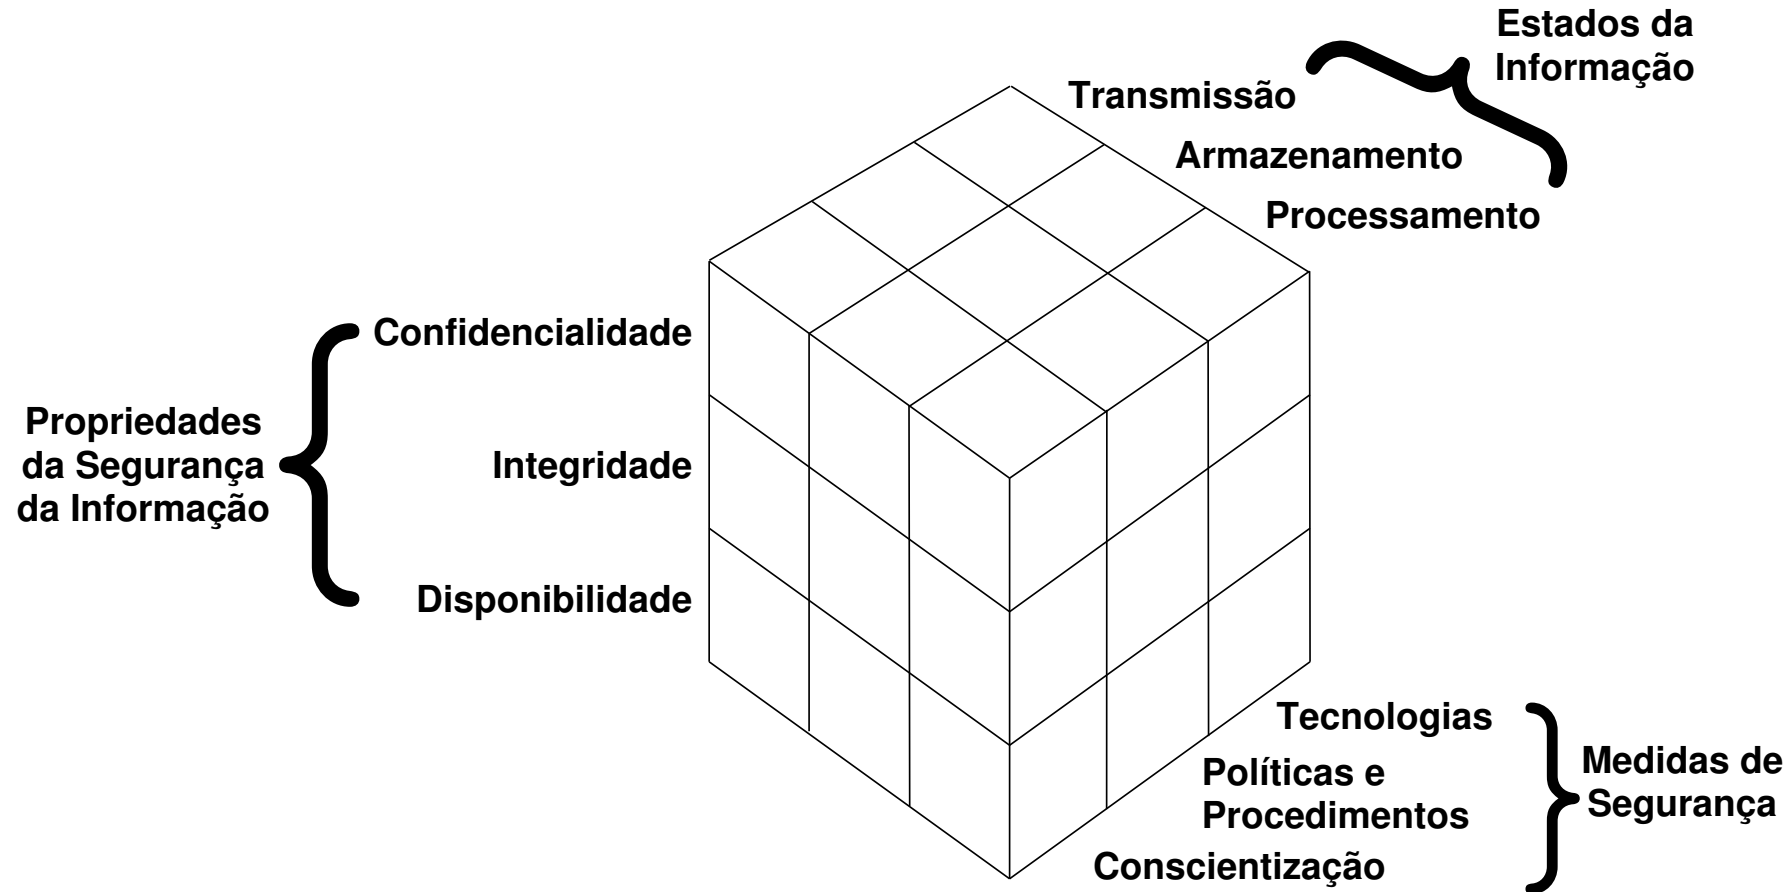 Estados da
Informação
Transmissão
Armazenamento
Processamento
Confidencialidade
Propriedades
da Segurança
da Informação
Integridade
Disponibilidade
Tecnologias
Políticas e
Procedimentos
Conscientização
Medidas de
Segurança